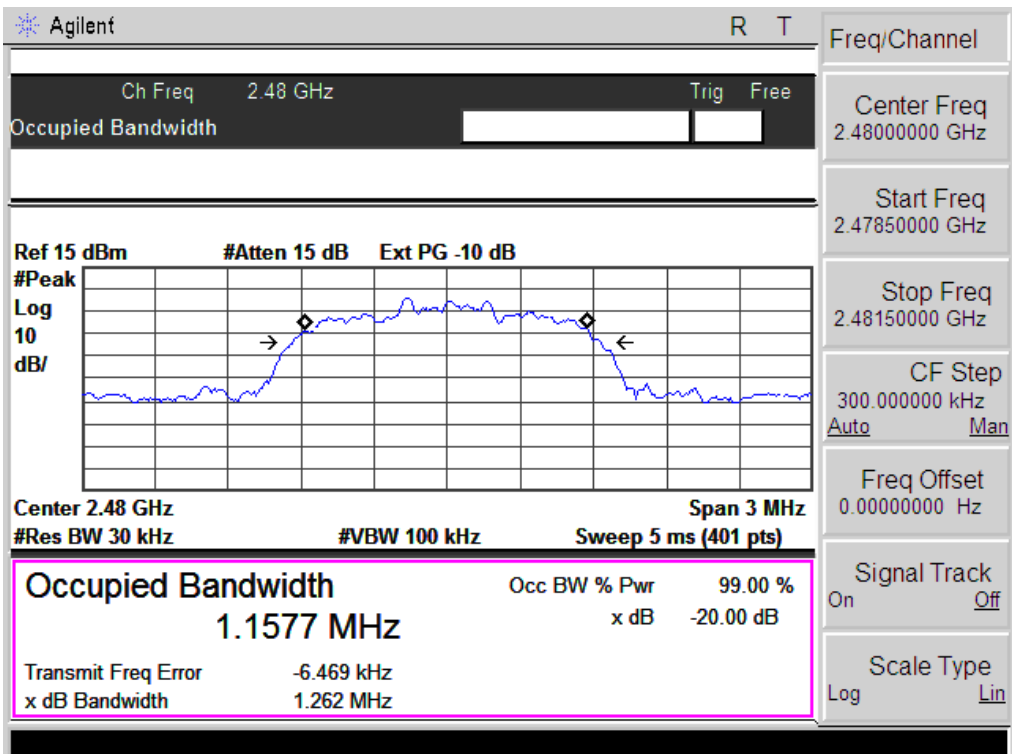 Agilent R T
Ch Freq 2.48 GHz Trig Free
Occupied Bandwidth
Ref 15 dBm #Atten 15 dB Ext PG -10 dB
#Peak
Log
10
dB/
Center 2.48 GHz Span 3 MHz
#Res BW 30 kHz #VBW 100 kHz Sweep 5 ms (401 pts)
Occupied Bandwidth Occ BW % Pwr 99.00 %
1.1577 MHz x dB -20.00 dB
Transmit Freq Error -6.469 kHz
x dB Bandwidth 1.262 MHz
Freq/Channel
Center Freq
2.48000000 GHz
Start Freq
2.47850000 GHz
Stop Freq
2.48150000 GHz
CF Step
300.000000 kHz
Auto Man
Freq Offset
0.00000000 Hz
Signal Track
On Off
Scale Type
Log Lin